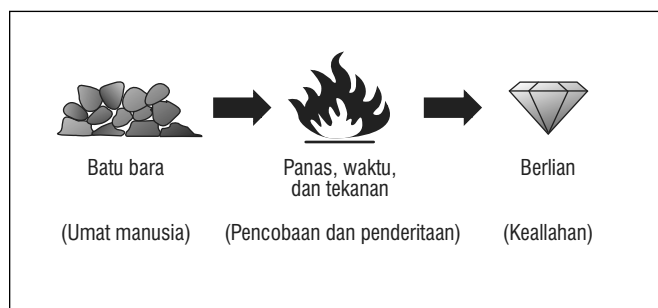 Batu bara
Panas, waktu,
dan tekanan
Berlian
(Umat manusia)
(Pencobaan dan penderitaan)
(Keallahan)